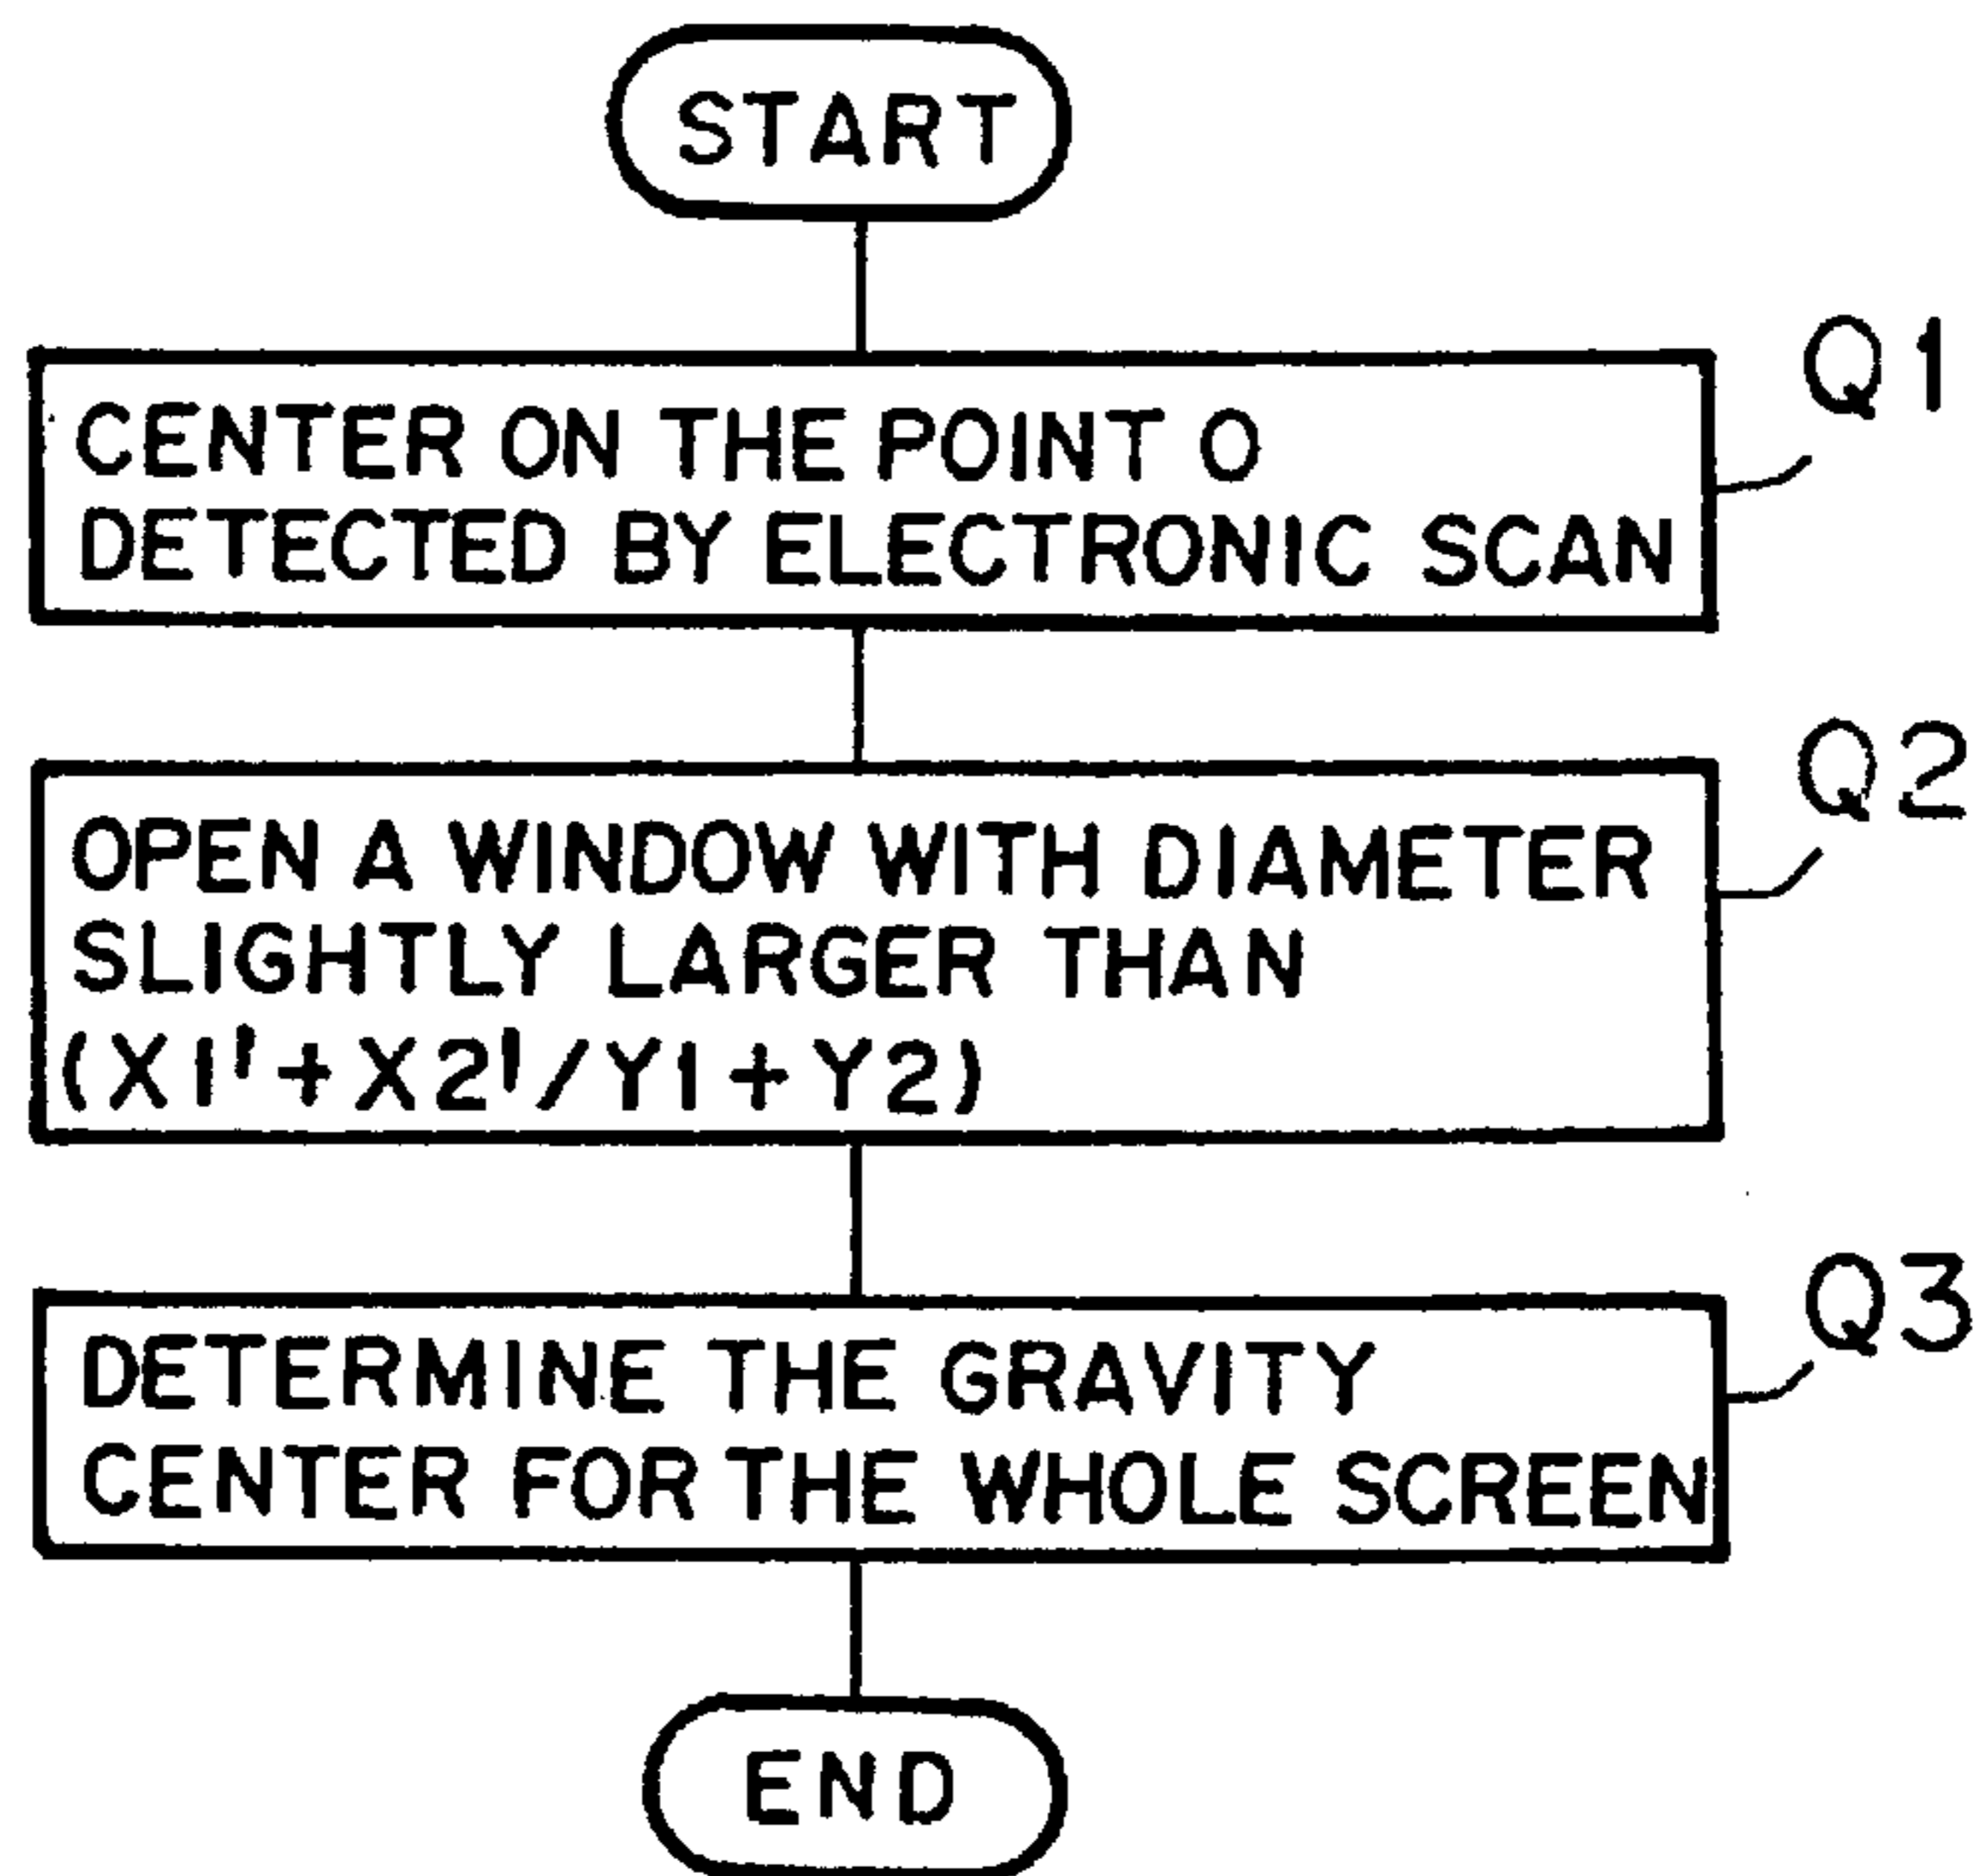 START
Q1
CENTER ON THE POINT O
DETECTED BY ELECTRONIC SCAN
Q2
OPEN A WINDOW WITH DIAMETER
SLIGHTLY LARGER THAN
(X1'+X2'/Y1+Y2)
Q3
DETERMINE THE GRAVITY
CENTER FOR THE WHOLE SCREEN
END